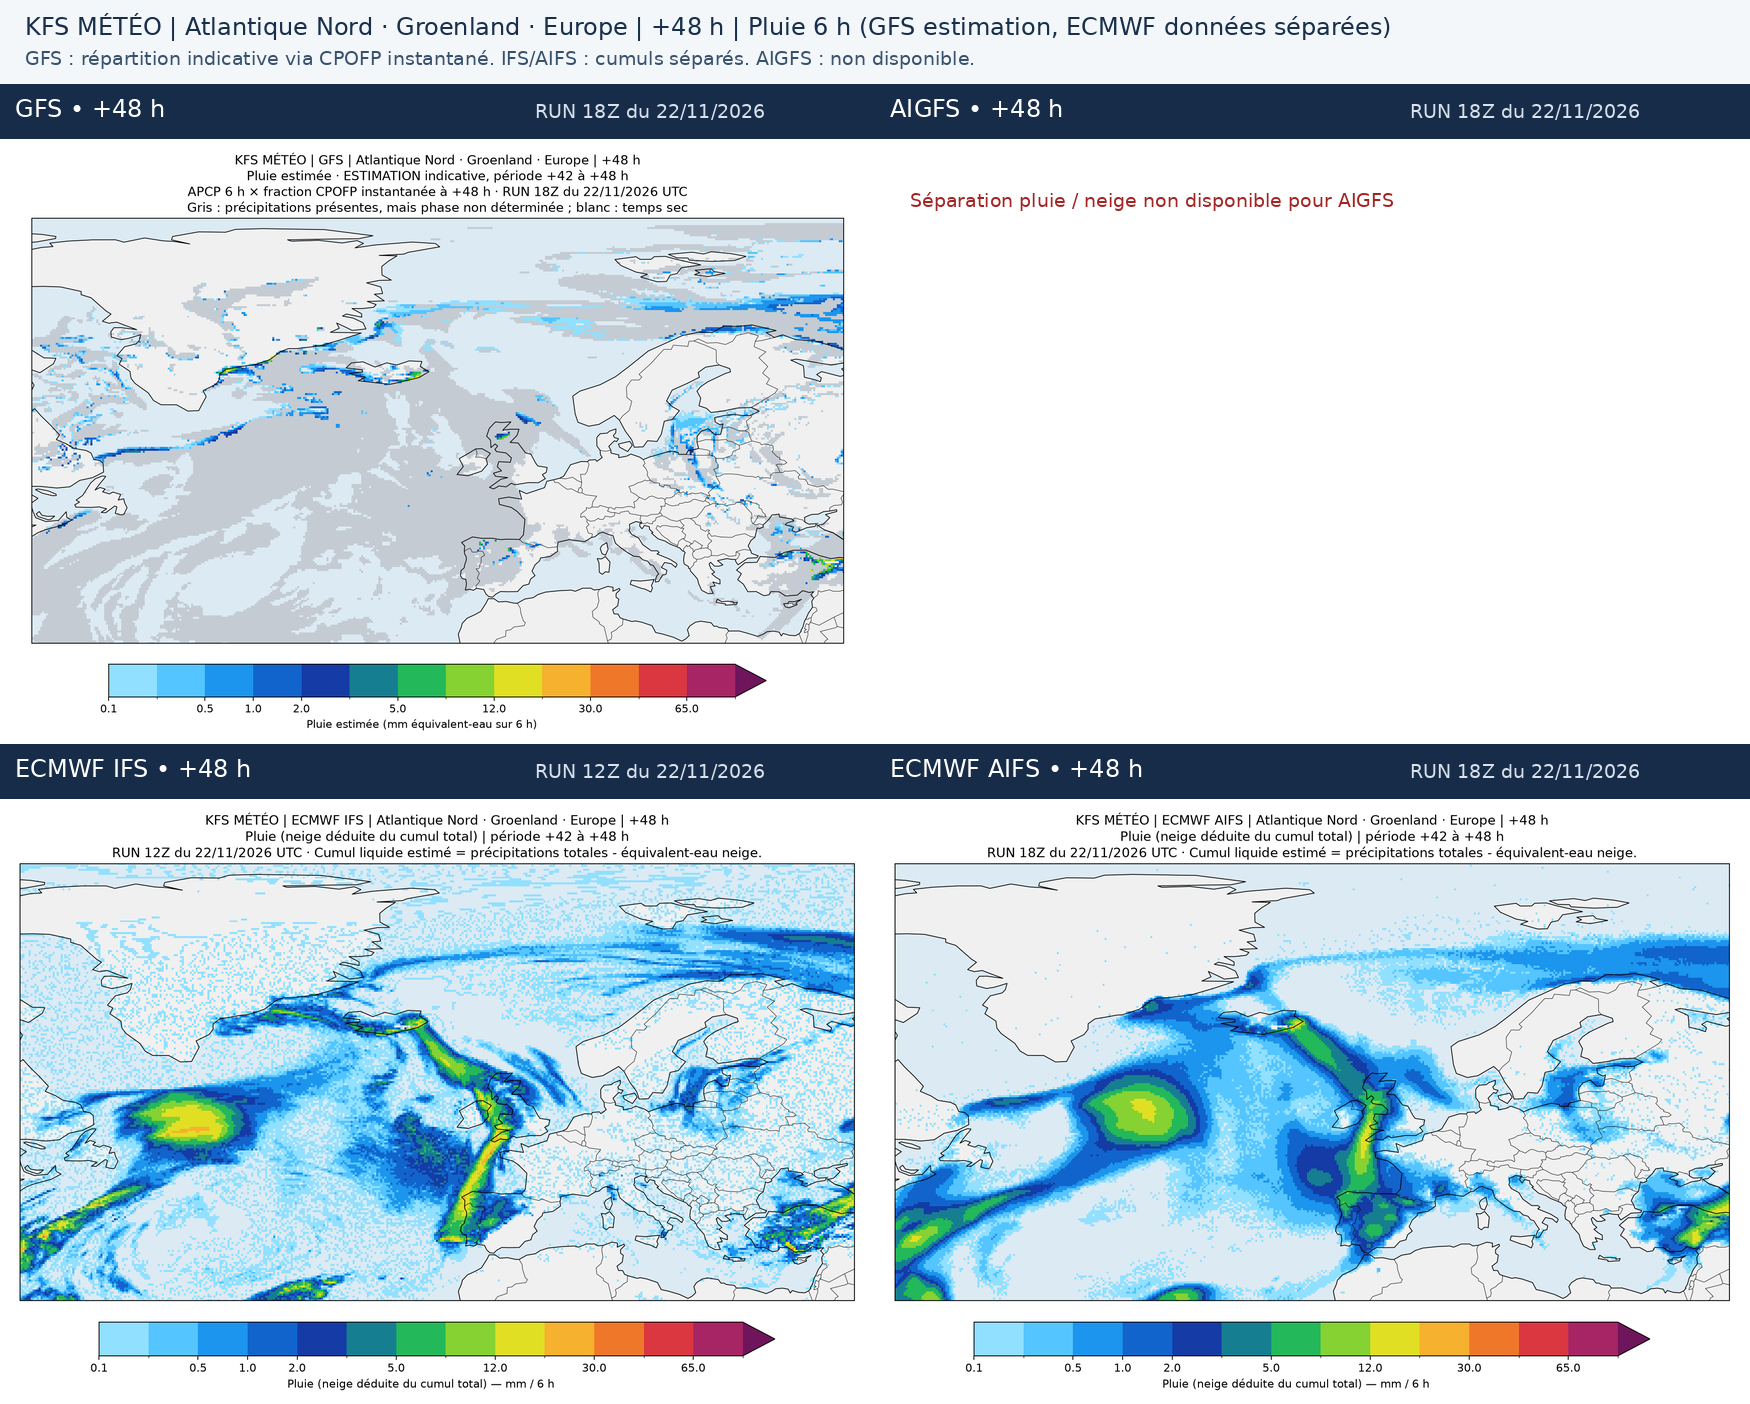 KFS MÉTÉO | Atlantique Nord · Groenland · Europe | +48 h | Pluie 6 h (GFS estimation, ECMWF données séparées)
GFS : répartition indicative via CPOFP instantané. IFS/AIFS : cumuls séparés. AIGFS : non disponible.
GFS • +48 h
RUN 18Z du 22/11/2026
AIGFS • +48 h
RUN 18Z du 22/11/2026
KFS MÉTÉO | GFS | Atlantique Nord · Groenland · Europe | +48 h
Pluie estimée · ESTIMATION indicative, période +42 à +48 h
APCP 6 h × fraction CPOFP instantanée à +48 h · RUN 18Z du 22/11/2026 UTC
Gris : précipitations présentes, mais phase non déterminée ; blanc : temps sec
Séparation pluie / neige non disponible pour AIGFS
0.1 0.5 1.0 2.0 5.0 12.0 30.0 65.0
Pluie estimée (mm équivalent-eau sur 6 h)
ECMWF IFS • +48 h
RUN 12Z du 22/11/2026
ECMWF AIFS • +48 h
RUN 18Z du 22/11/2026
KFS MÉTÉO | ECMWF IFS | Atlantique Nord · Groenland · Europe | +48 h
Pluie (neige déduite du cumul total) | période +42 à +48 h
RUN 12Z du 22/11/2026 UTC · Cumul liquide estimé = précipitations totales - équivalent-eau neige.
0.1 0.5 1.0 2.0 5.0 12.0 30.0 65.0
Pluie (neige déduite du cumul total) — mm / 6 h
KFS MÉTÉO | ECMWF AIFS | Atlantique Nord · Groenland · Europe | +48 h
Pluie (neige déduite du cumul total) | période +42 à +48 h
RUN 18Z du 22/11/2026 UTC · Cumul liquide estimé = précipitations totales - équivalent-eau neige.
0.1 0.5 1.0 2.0 5.0 12.0 30.0 65.0
Pluie (neige déduite du cumul total) — mm / 6 h